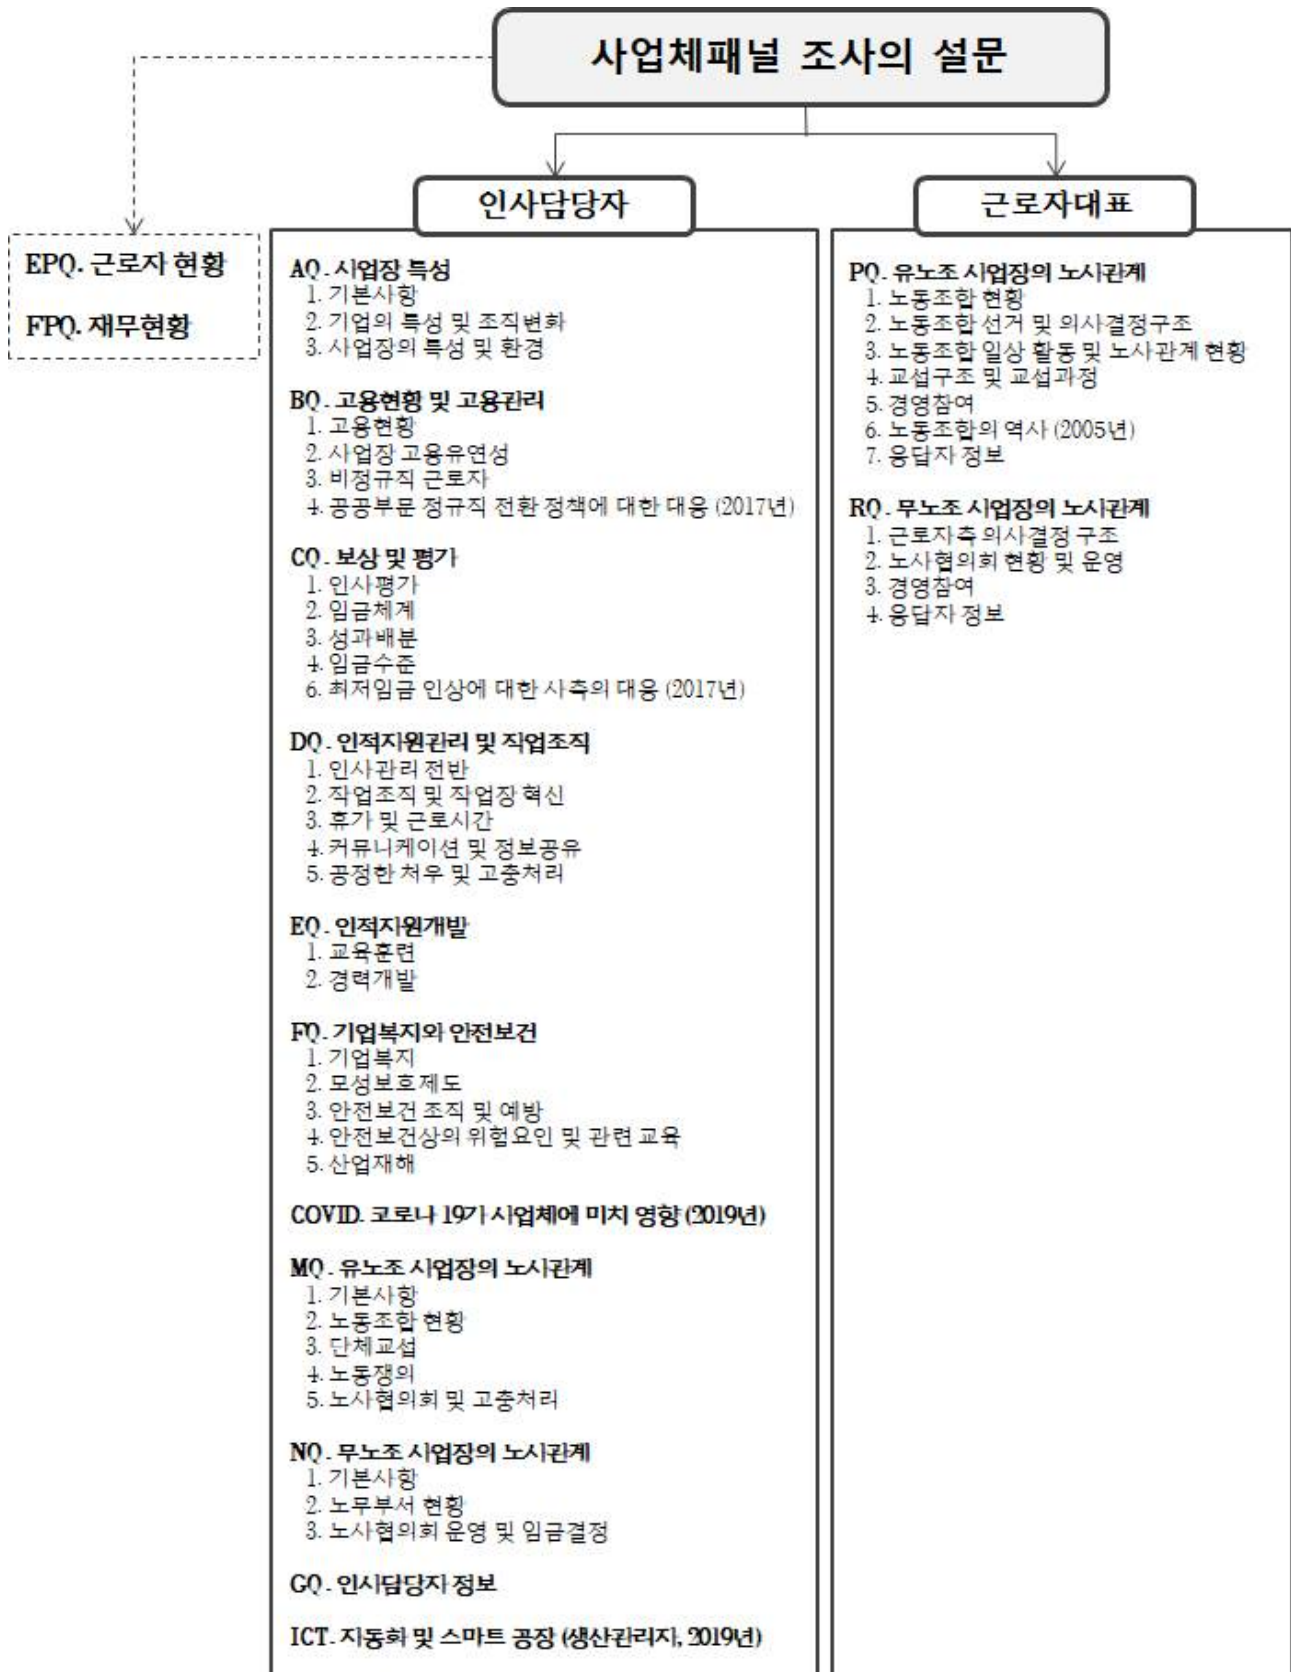 사업체패널 조사의 설문
EPQ. 근로자 현황
FPQ. 재무현황
인사담당자
AQ. 사업장 특성
1. 기본사항
2. 기업의 특성 및 조직변화
3. 사업장의 특성 및 환경
BQ. 고용현황 및 고용관리
1. 고용현황
2. 사업장 고용유연성
3. 비정규직 근로자
4. 공공부문 정규직 전환 정책에 대한 대응 (2017년)
CQ. 보상 및 평가
1. 인사평가
2. 임금체계
3. 성과배분
4. 임금수준
6. 최저임금 인상에 대한 사측의 대응 (2017년)
DQ. 인적자원관리 및 작업조직
1. 인사관리 전반
2. 작업조직 및 작업장 혁신
3. 휴가 및 근로시간
4. 커뮤니케이션 및 정보공유
5. 공정한 처우 및 고충처리
EQ. 인적자원개발
1. 교육훈련
2. 경력개발
FQ. 기업복지와 안전보건
1. 기업복지
2. 모성보호제도
3. 안전보건 조직 및 예방
4. 안전보건상의 위험요인 및 관련 교육
5. 산업재해
COVID. 코로나 19가 사업체에 미치 영향 (2019년)
MQ. 유노조 사업장의 노사관계
1. 기본사항
2. 노동조합 현황
3. 단체교섭
4. 노동쟁의
5. 노사협의회 및 고충처리
NQ. 무노조 사업장의 노사관계
1. 기본사항
2. 노무부서 현황
3. 노사협의회 운영 및 임금결정
GQ. 인사담당자 정보
ICT. 자동화 및 스마트 공장 (생산관리자, 2019년)
근로자대표
PQ. 유노조 사업장의 노사관계
1. 노동조합 현황
2. 노동조합 선거 및 의사결정구조
3. 노동조합 일상 활동 및 노사관계 현황
4. 교섭구조 및 교섭과정
5. 경영참여
6. 노동조합의 역사 (2005년)
7. 응답자 정보
RQ. 무노조 사업장의 노사관계
1. 근로자측 의사결정 구조
2. 노사협의회 현황 및 운영
3. 경영참여
4. 응답자 정보